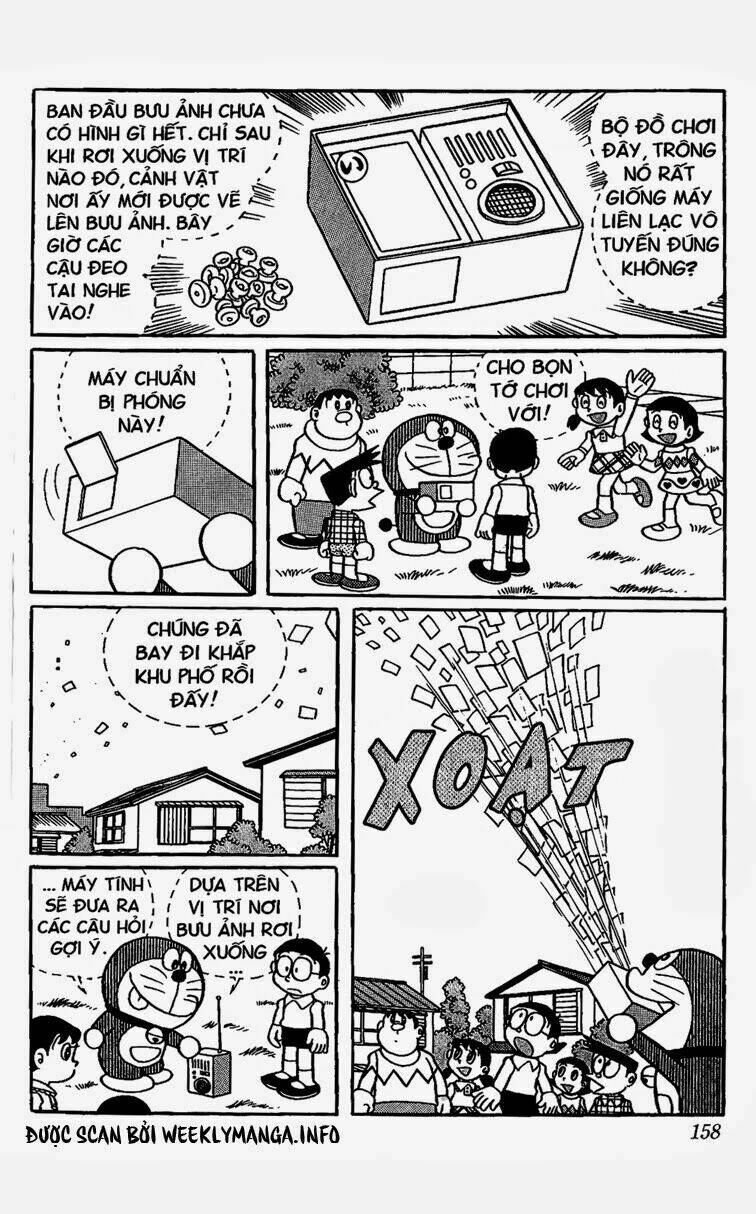 BỘ ĐỒ CHƠI
ĐÂY, TRÔNG
NÓ RẤT
GIỐNG MÁY
LIÊN LẠC VÔ
TUYẾN ĐÚNG
KHÔNG?
い
BAN ĐẦU BƯU ẢNH CHƯA
CÓ HÌNH GÌ HẾT. CHỈ SAU
KHI RƠI XUỐNG VỊ TRÍ
NÀO ĐÓ, CẢNH VẬT
NƠI ẤY MỚI ĐƯỢC VẼ
LÊN BƯU ẢNH. BÂY
GIỜ CÁC
CẬU ĐEO
TAI NGHE
VÀO!
CHO BỌN
TỚ CHƠI
VỚI!
MÁY CHUẨN
BỊ PHÓNG
NÀY!
XOẠT
CHỨNG ĐÃ
BAY ĐI KHẮP
KHU PHỐ RỒI
ĐẤY!
DỰA TRÊN
VỊ TRÍ NƠI
BƯU ẢNH RƠI
XUỐNG
...
... MÁY TÍNH
SẼ ĐƯA RA
CÁC CÂU HỎI
GỢI Ý.
ĐƯỢC SCAN BỞI WEEKLYMANGA.INFO
158